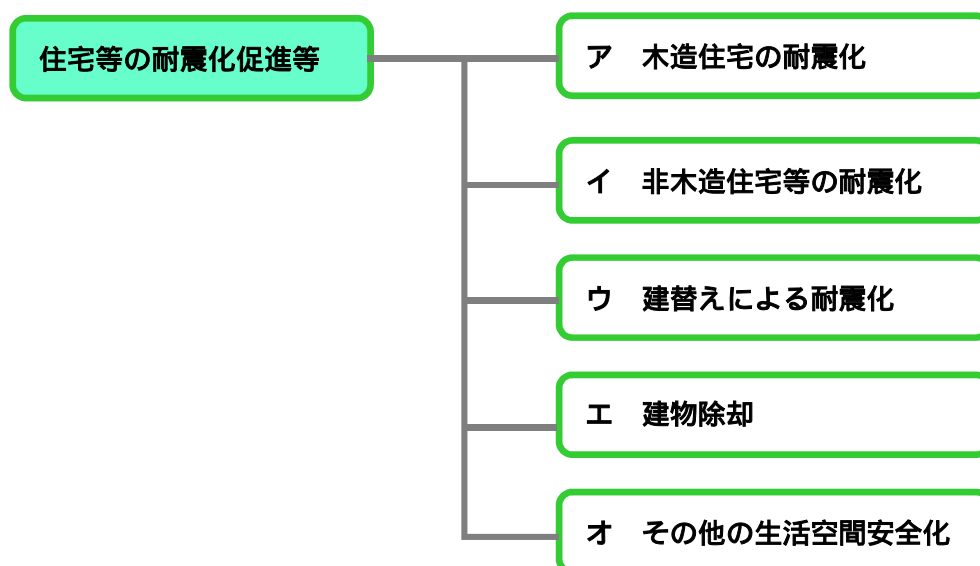 住宅等の耐震化促進等
ア　木造住宅の耐震化
イ　非木造住宅等の耐震化
ウ　建替えによる耐震化
エ　建物除却
オ　その他の生活空間安全化